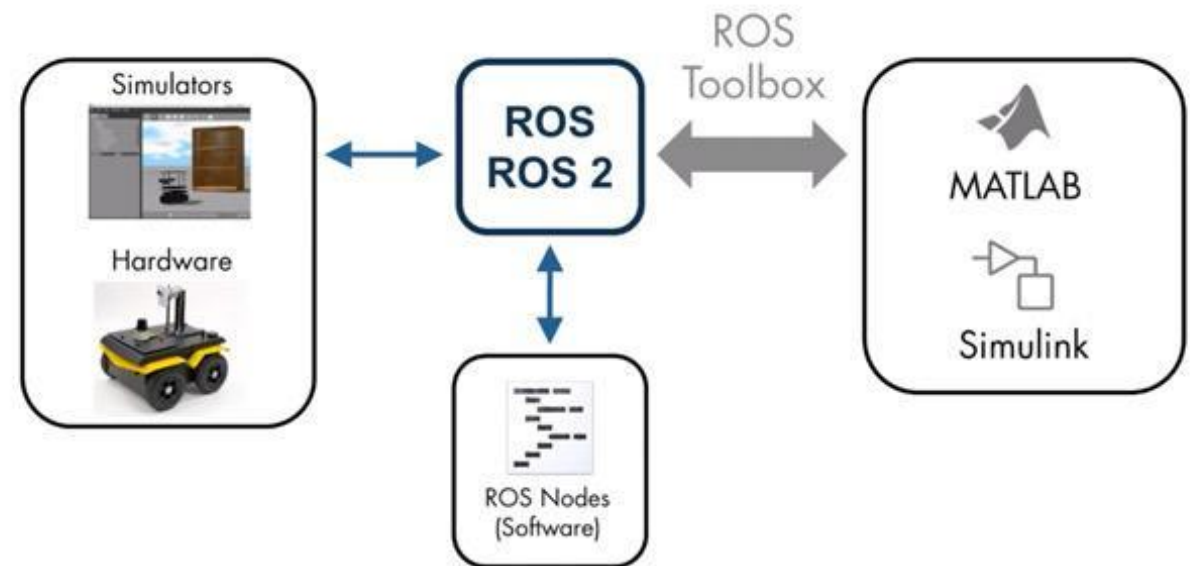 Simulators
Hardware
ROS
ROS 2
ROS
Toolbox
MATLAB
Simulink
ROS Nodes
(Software)